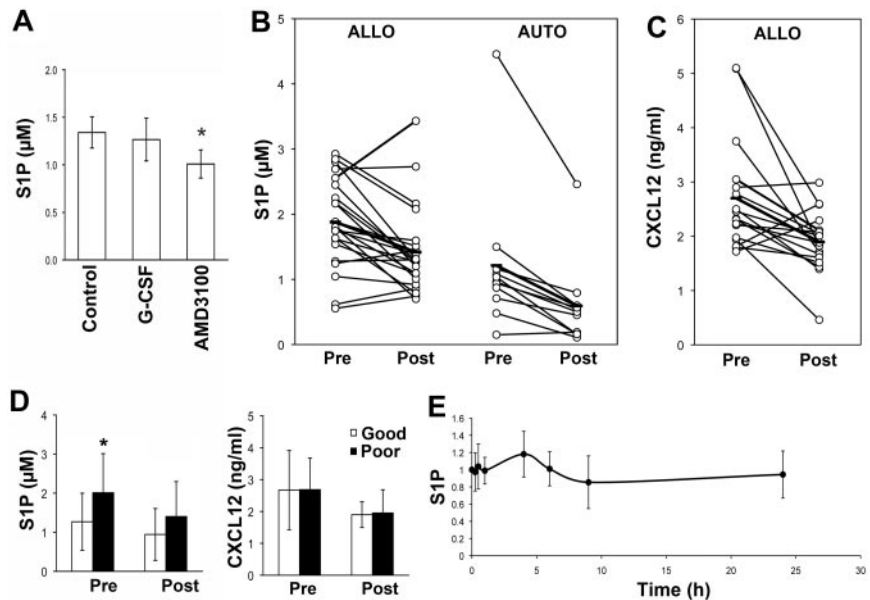 A
S1P (μM)
2.0
1.5
1.0
0.5
0.0
*
Control
G-CSF
AMD3100
B
ALLO
AUTO
S1P (μM)
5
4
3
2
1
0
Pre
Post
Pre
Post
C
ALLO
CXCL12 (ng/ml)
6
5
4
3
2
1
0
Pre
Post
D
S1P (μM)
4
3
2
1
0
*
Pre
Post
CXCL12 (ng/ml)
5
4
3
2
1
0
Good
Poor
Pre
Post
E
S1P
1.6
1.4
1.2
1
0.8
0.6
0.4
0.2
0
0
5
10
15
20
25
30
Time (h)